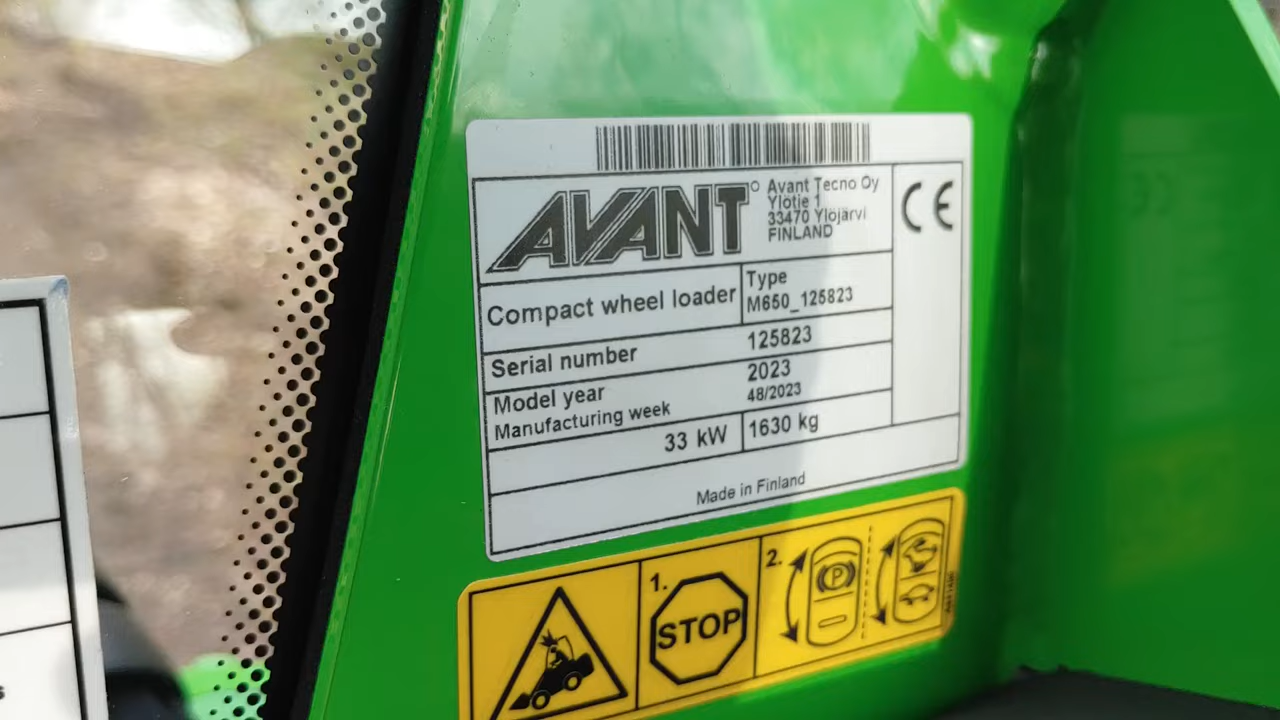 AVANT
Avant Tecno Oy
Ylötie 1
33470 Ylöjärvi
FINLAND
CE
Compact wheel loader
Type
M650_125823
Serial number 125823
Model year 2023
Manufacturing week 48/2023
33 kW 1630 kg
Made in Finland
1. STOP
2. P